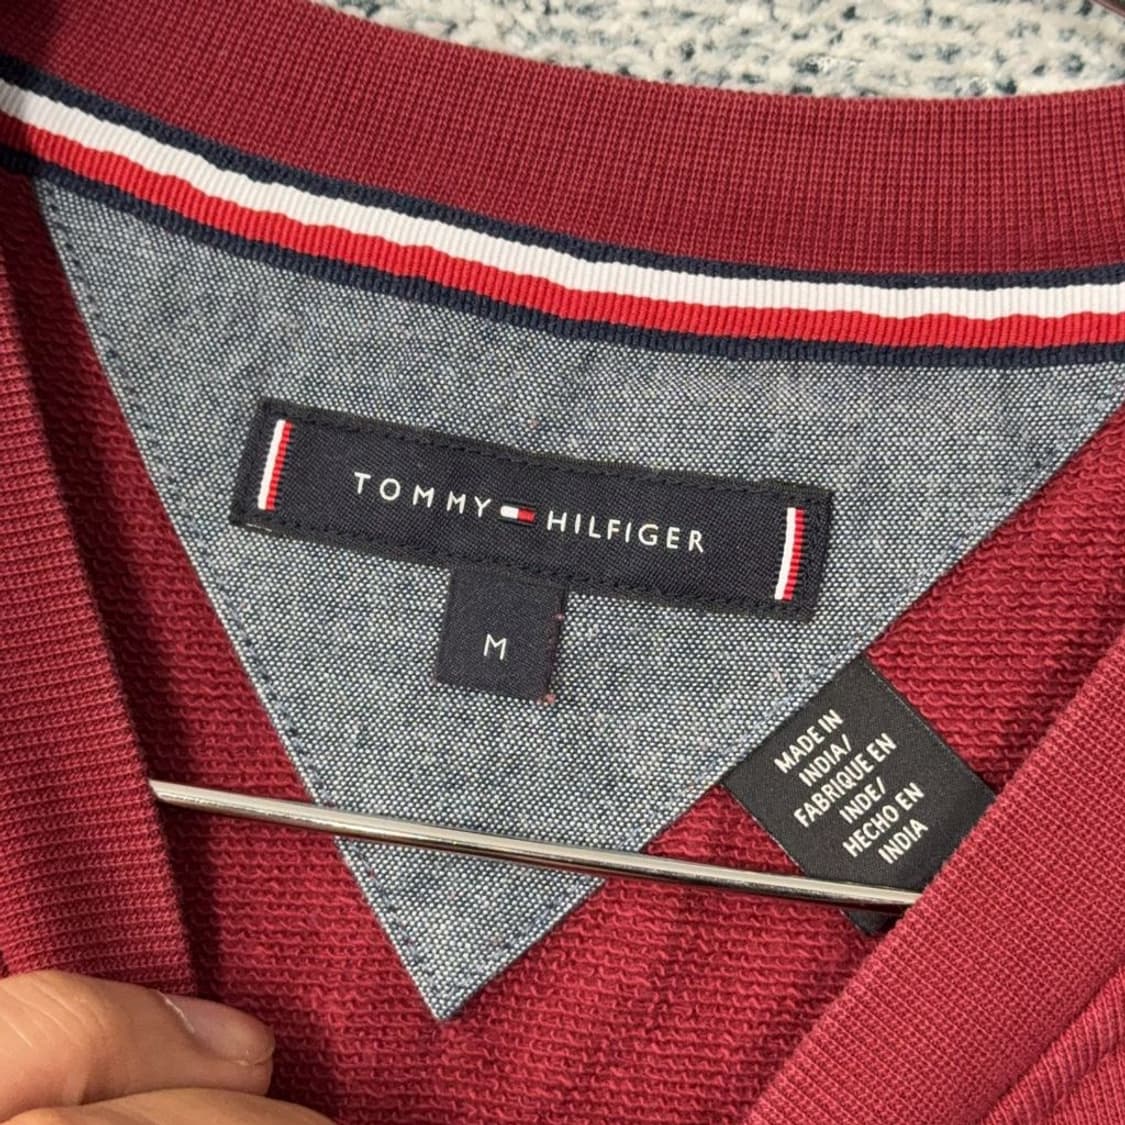 TOMMY HILFIGER
M
MADE IN
INDIA/
FABRIQUE EN
INDE/
HECHO EN
INDIA